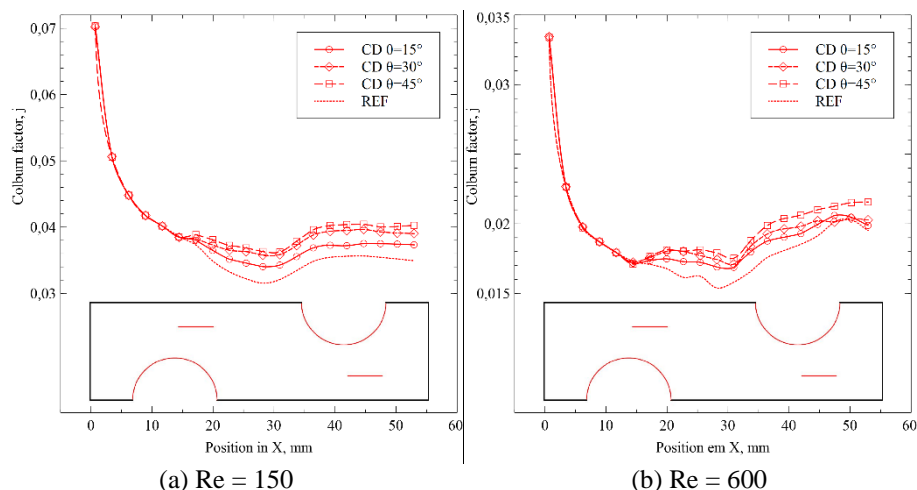 0,07
0,06
0,05
0,04
0,03
Colburn factor, j
CD θ=15°
CD θ=30°
CD θ=45°
REF
0 10 20 30 40 50 60
Position in X, mm
(a) Re = 150
0,035
0,03
0,025
0,02
0,015
Colburn factor, j
CD θ=15°
CD θ=30°
CD θ=45°
REF
0 10 20 30 40 50 60
Position em X, mm
(b) Re = 600